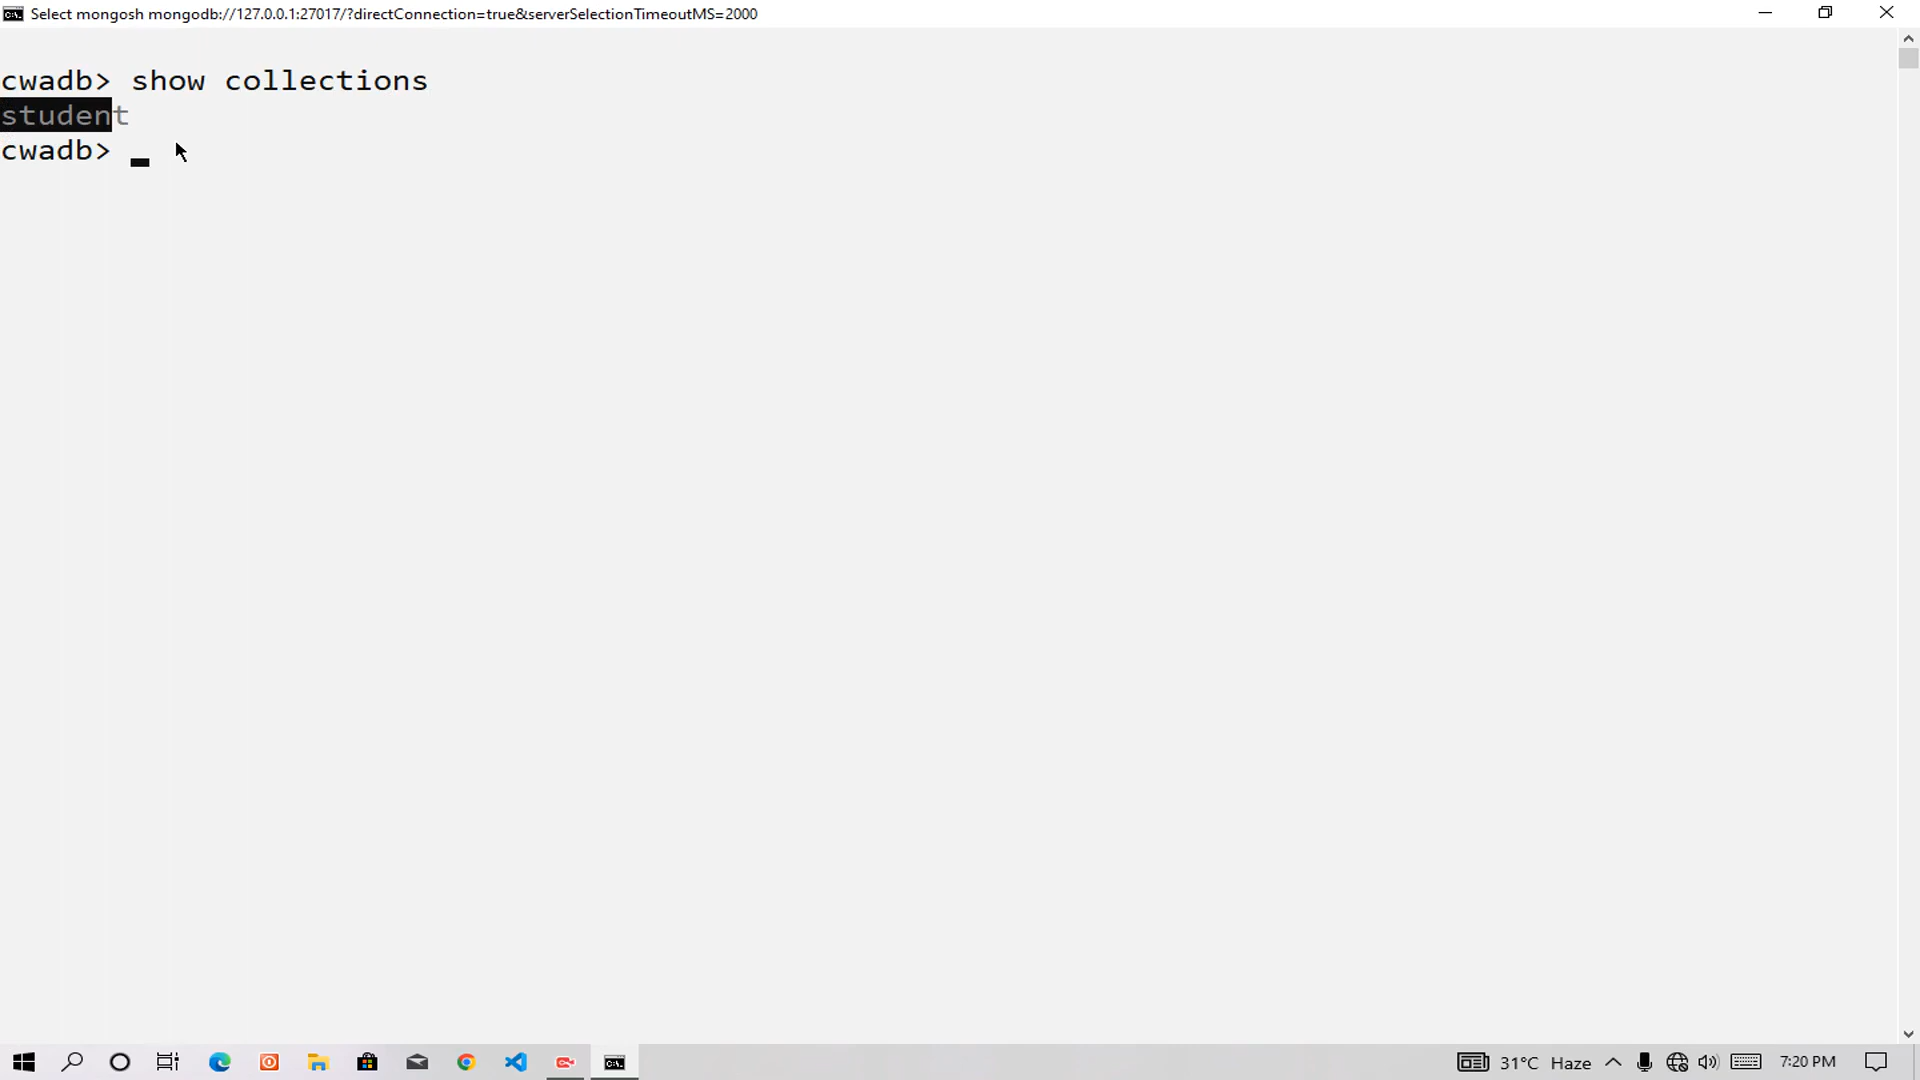 Select mongosh mongodb://127.0.0.1:27017/?directConnection=true&serverSelectionTimeoutMS=2000
cwadb> show collections
student
cwadb>
31°C Haze 7:20 PM